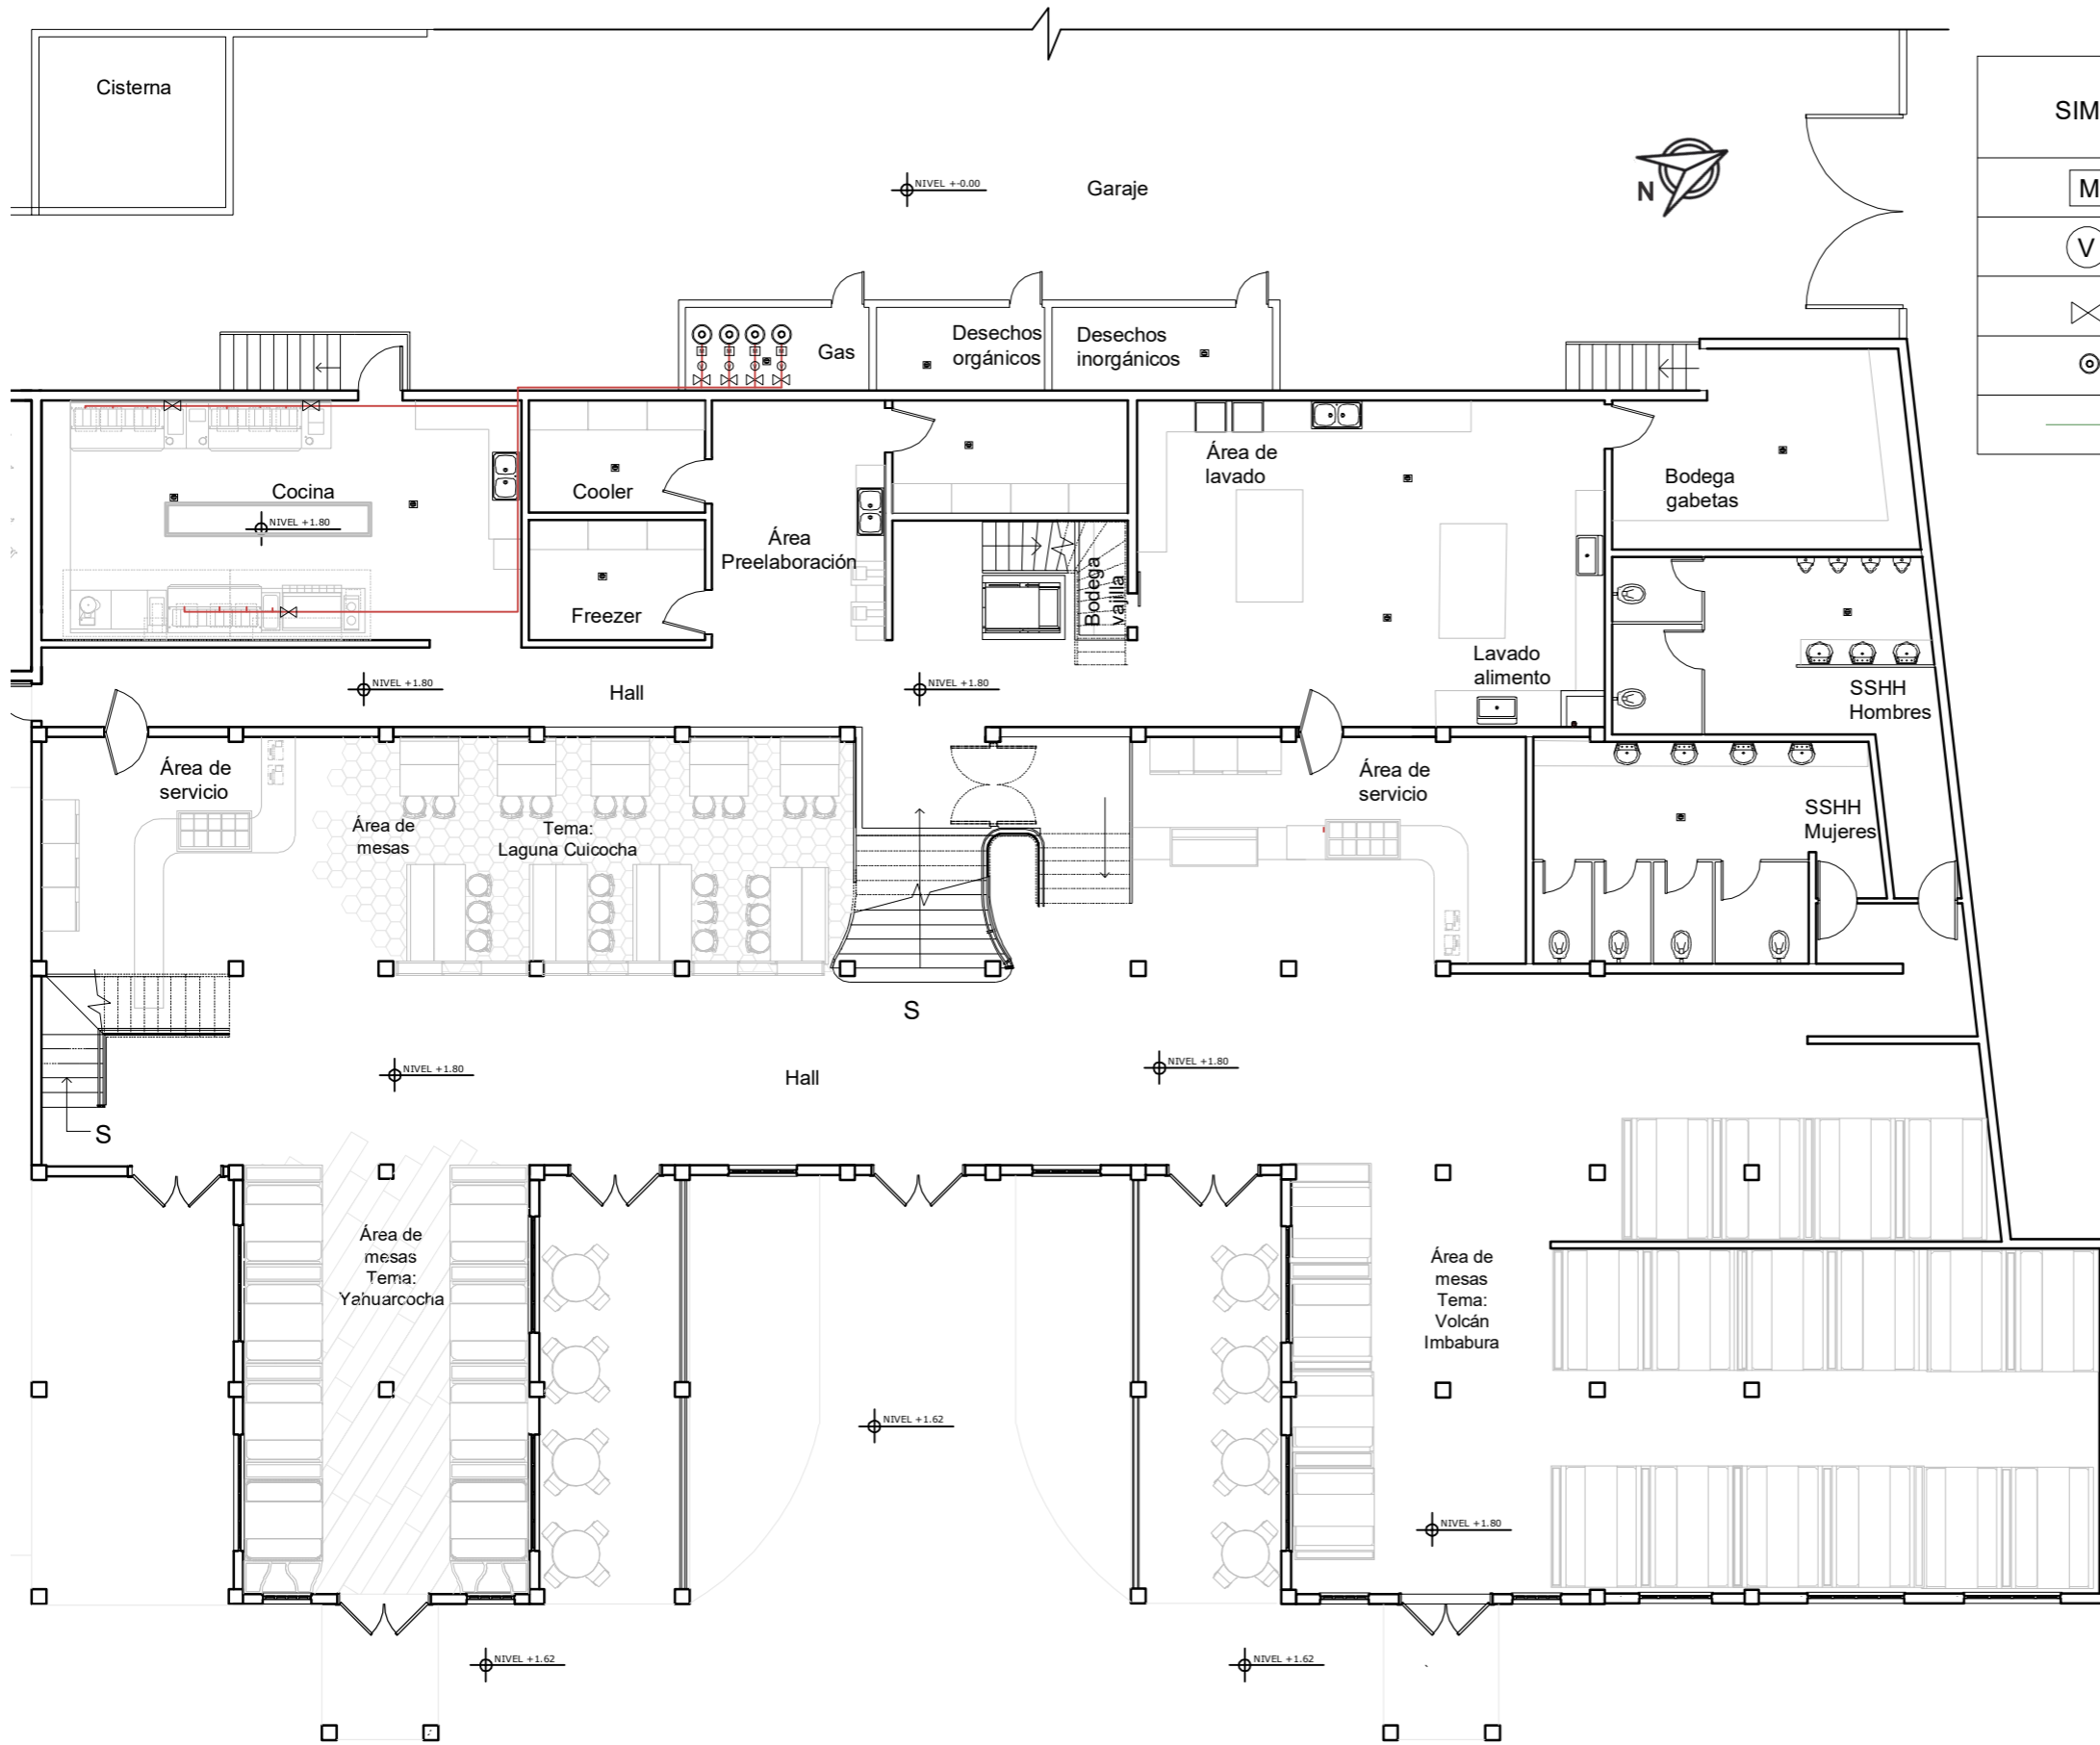 Cisterna
SIM
NIVEL +-0.00
Garaje
N
M
V
Gas
Desechos
orgánicos
Desechos
inorgánicos
Cocina
NIVEL +1.80
Cooler
Área
Preelaboración
Freezer
Bodega
vajilla
Área de
lavado
Bodega
gabetas
Lavado
alimento
SSHH
Hombres
NIVEL +1.80
Hall
NIVEL +1.80
Área de
servicio
Área de
mesas
Tema:
Laguna Cuicocha
Área de
servicio
SSHH
Mujeres
S
NIVEL +1.80
Hall
NIVEL +1.80
S
Área de
mesas
Tema:
Yahuarcocha
Área de
mesas
Tema:
Volcán
Imbabura
NIVEL +1.62
NIVEL +1.80
NIVEL +1.62
NIVEL +1.62